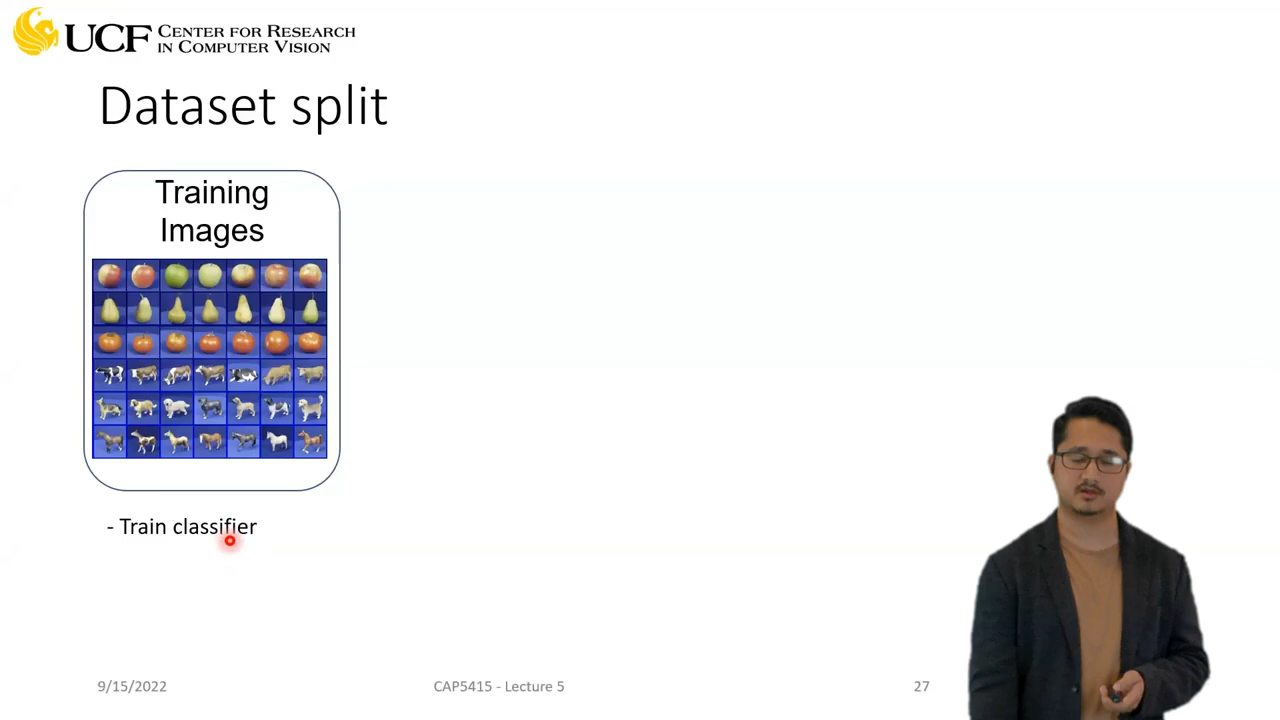 UCF CENTER FOR RESEARCH
IN COMPUTER VISION
Dataset split
Training
Images
- Train classifier
9/15/2022
CAP5415 - Lecture 5
27